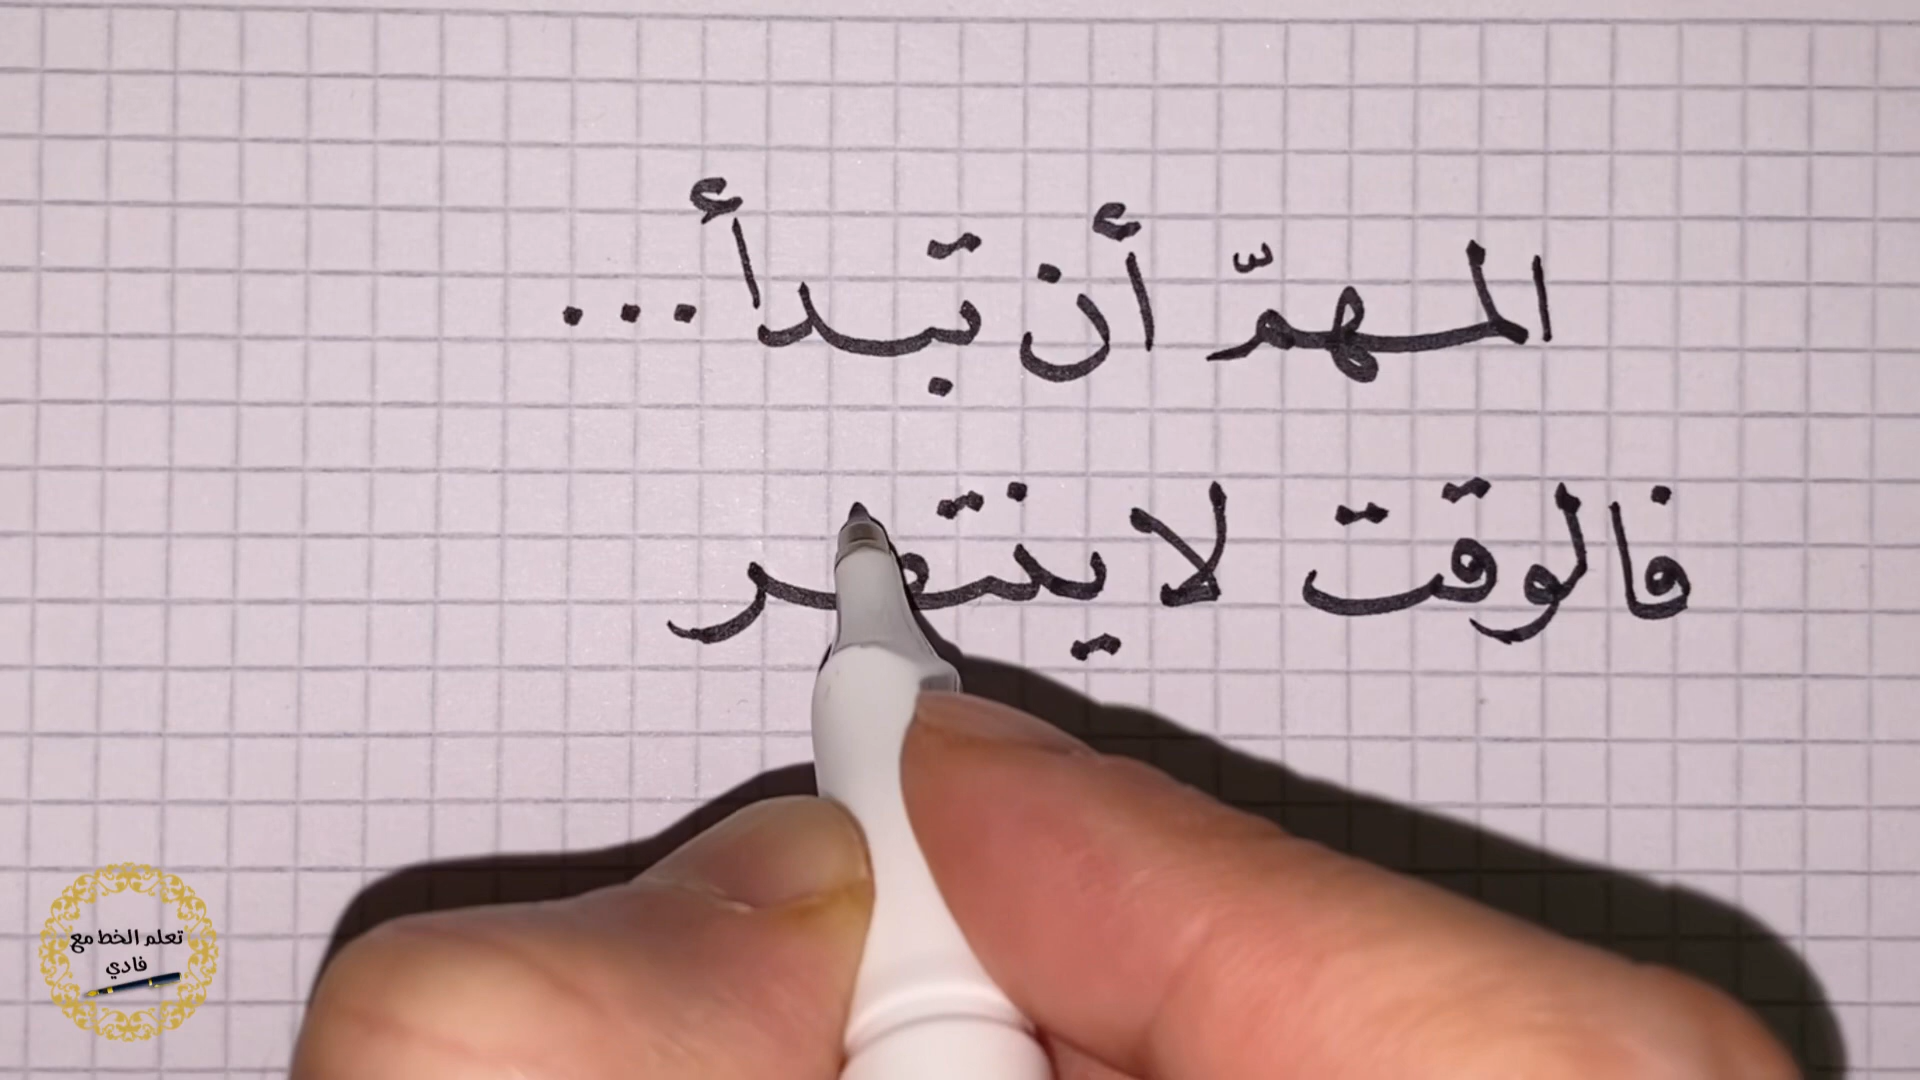 المهمّ أن تبدأ...
فالوقت لا
تعلم الخط مع
فادي